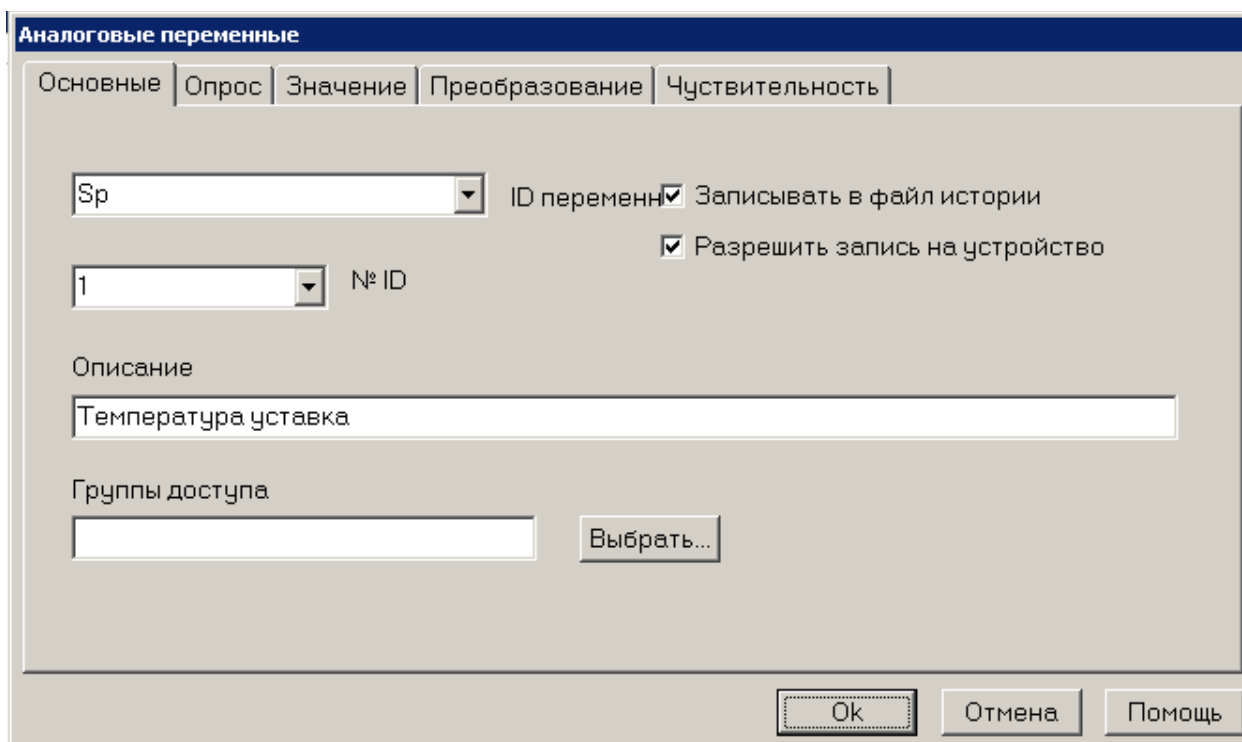 Аналоговые переменные
Основные Опрос Значение Преобразование Чуствительность
Sp ID переменн Записывать в файл истории
Разрешить запись на устройство
1 № ID
Описание
Температура уставка
Группы доступа
Выбрать...
Ok Отмена Помощь